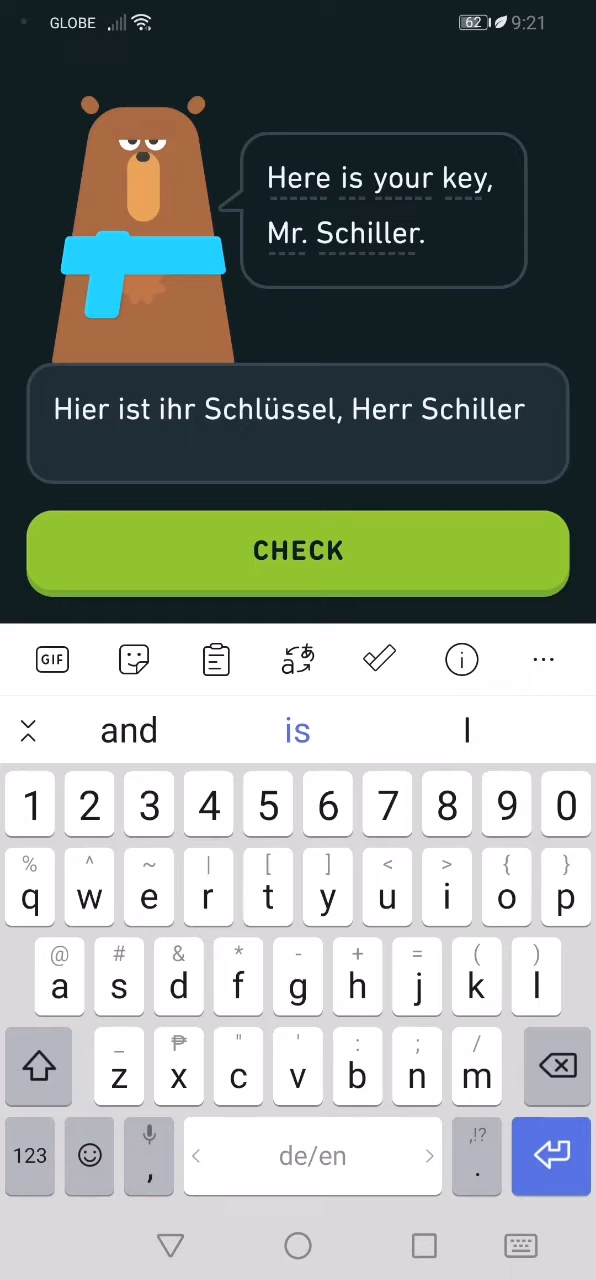 GLOBE 62 9:21
Here is your key,
Mr. Schiller.
Hier ist ihr Schlüssel, Herr Schiller
CHECK
GIF
and is I
1 2 3 4 5 6 7 8 9 0
% ^ ~ | [ ] < > { }
q w e r t y u i o p
@ # & * - + = ( )
a s d f g h j k l
_ ₱ " ' : ; /
z x c v b n m
,!?
123 , de/en .